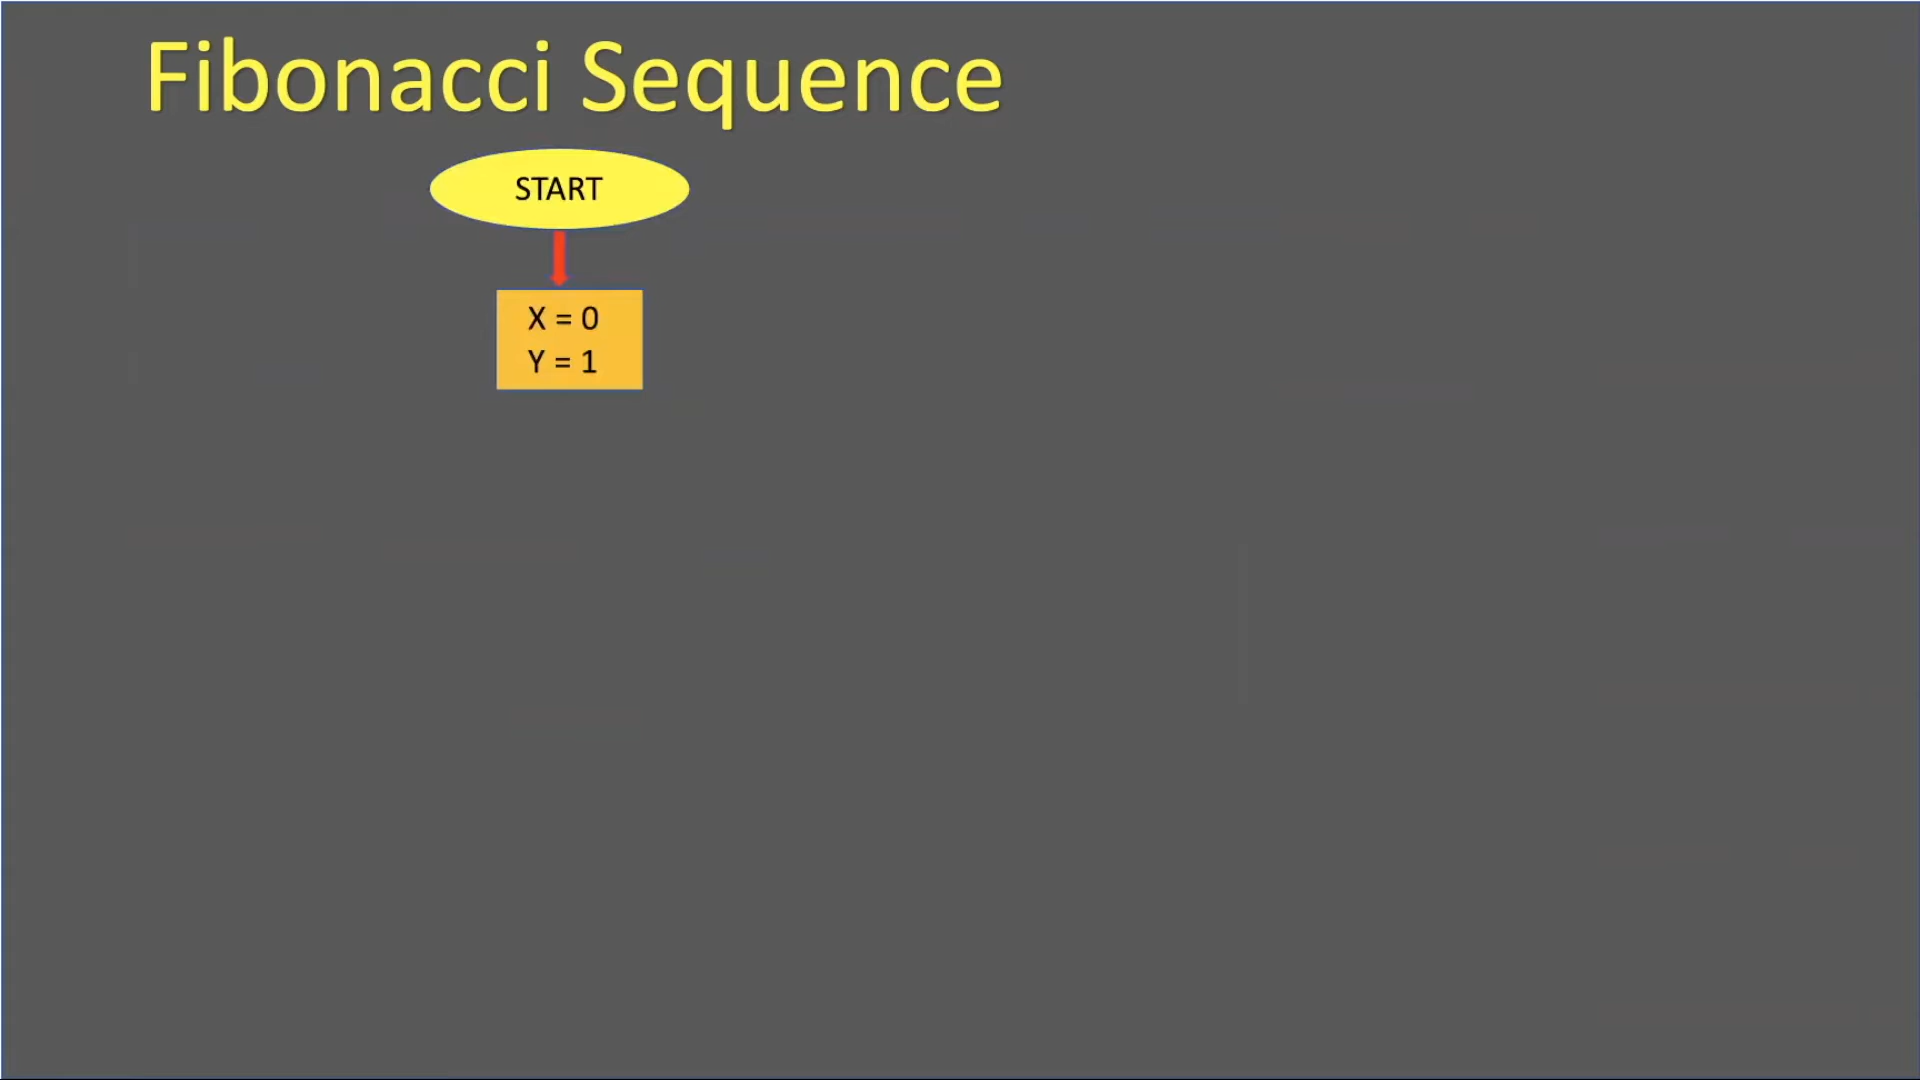 Fibonacci Sequence
START
X = 0
Y = 1